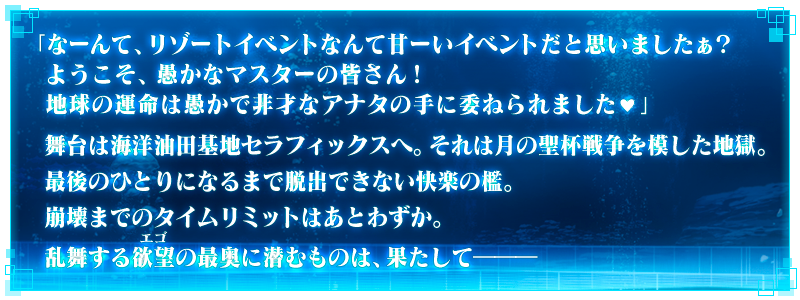 「なーんて、リゾートイベントなんて甘ーいイベントだと思いましたぁ?
ようこそ、愚かなマスターの皆さん!
地球の運命は愚かで非才なアナタの手に委ねられました♥」
舞台は海洋油田基地セラフィックスへ。それは月の聖杯戦争を模した地獄。
最後のひとりになるまで脱出できない快楽の檻。
崩壊までのタイムリミットはあとわずか。
エゴ
乱舞する欲望の最奥に潜むものは、果たして────